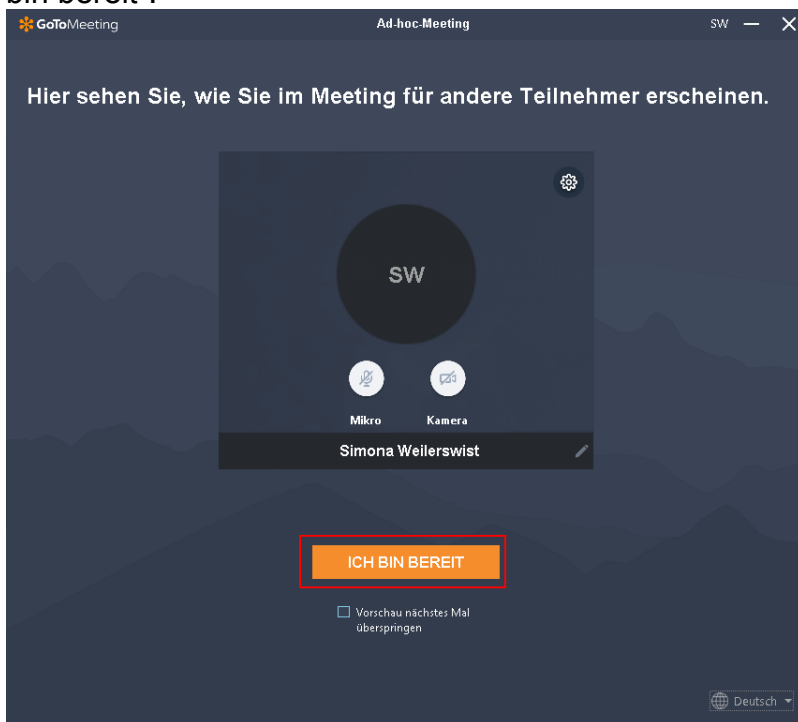 GoToMeeting Ad-hoc-Meeting SW
Hier sehen Sie, wie Sie im Meeting für andere Teilnehmer erscheinen.
SW
Mikro Kamera
Simona Weilerswist
ICH BIN BEREIT
Vorschau nächstes Mal
überspringen
Deutsch